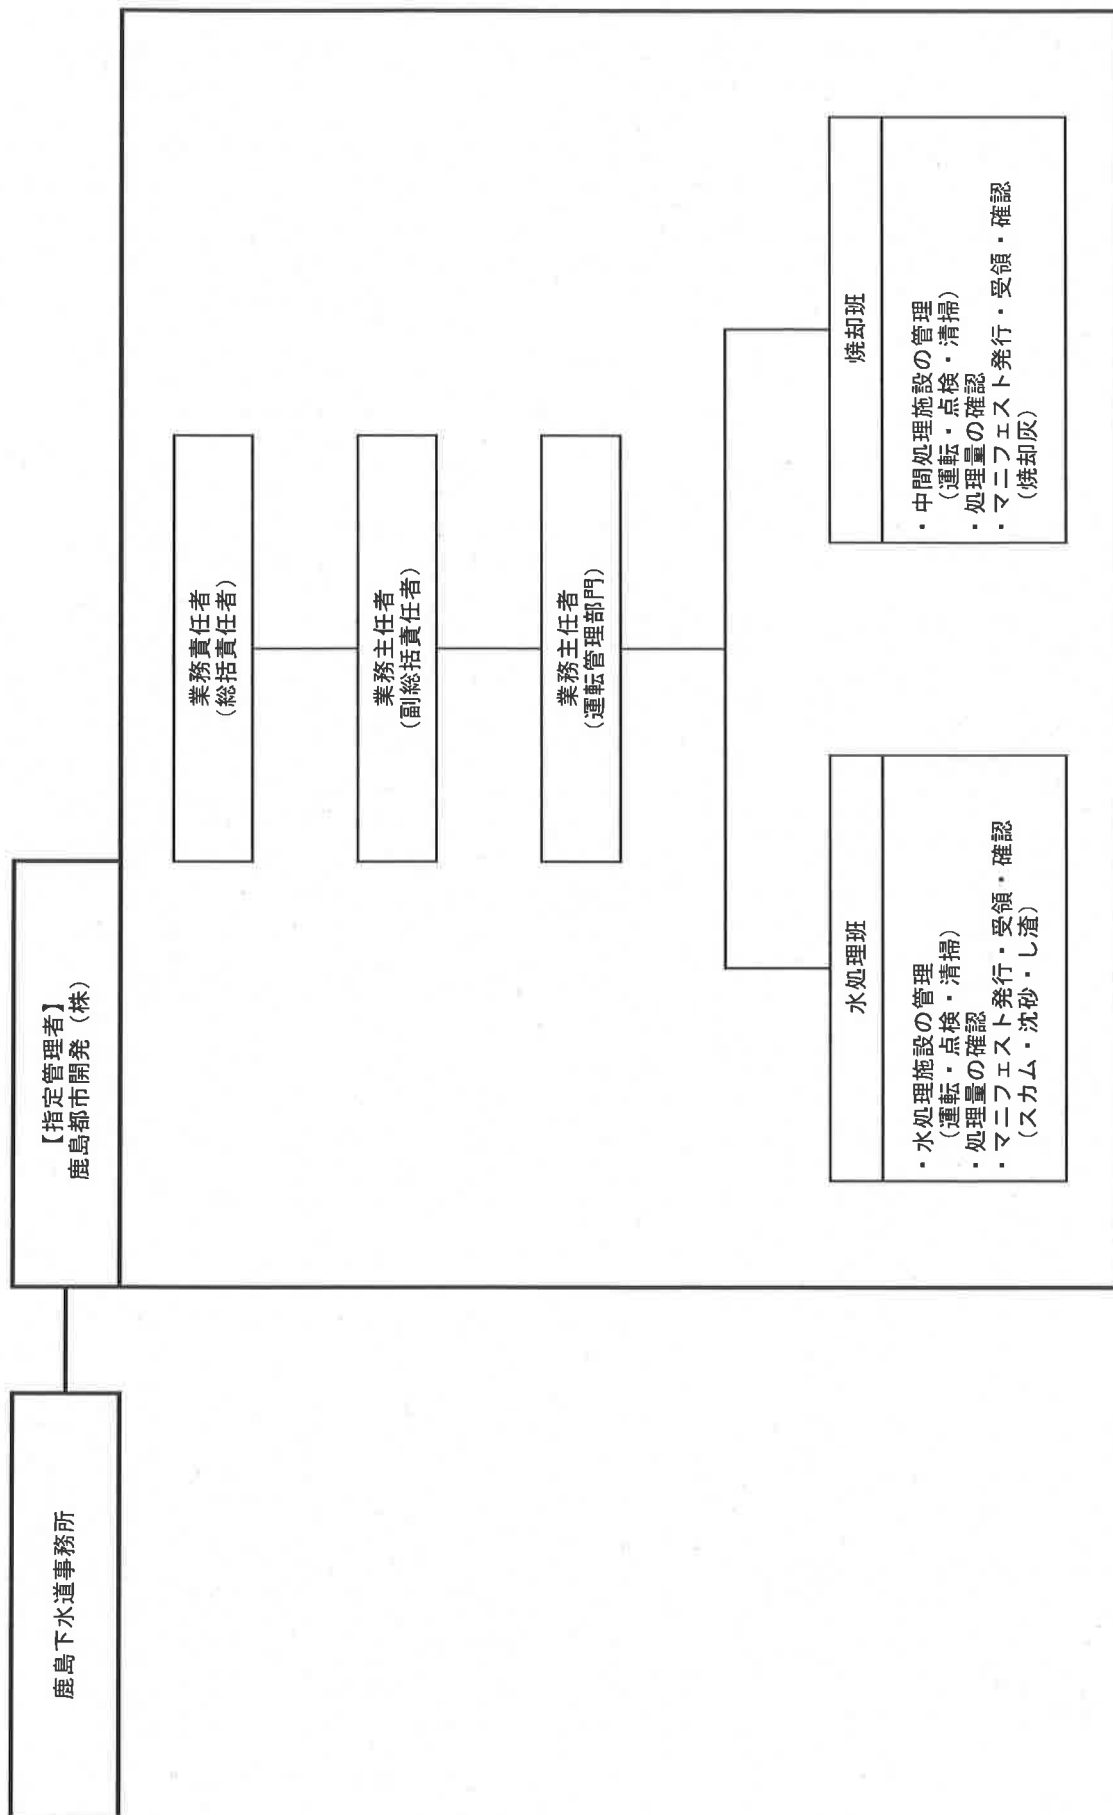 鹿島下水道事務所
【指定管理者】
鹿島都市開発（株）
業務責任者
（総括責任者）
業務主任者
（副総括責任者）
業務主任者
（運転管理部門）
水処理班
・水処理施設の管理
（運転・点検・清掃）
・処理量の確認
・マニフェスト発行・受領・確認
（スカム・沈砂・し渣）
焼却班
・中間処理施設の管理
（運転・点検・清掃）
・処理量の確認
・マニフェスト発行・受領・確認
（焼却灰）